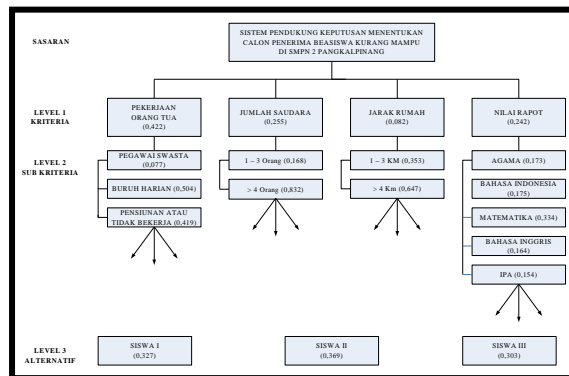 SASARAN
SISTEM PENDUKUNG KEPUTUSAN MENENTUKAN
CALON PENERIMA BEASISWA KURANG MAMPU
DI SMPN 2 PANGKALPINANG
LEVEL 1
KRITERIA
PEKERJAAN
ORANG TUA
(0,422)
JUMLAH SAUDARA
(0,255)
JARAK RUMAH
(0,082)
NILAI RAPOT
(0,242)
LEVEL 2
SUB KRITERIA
PEGAWAI SWASTA
(0,077)
BURUH HARIAN (0,504)
PENSIUNAN ATAU
TIDAK BEKERJA (0,419)
1 – 3 Orang (0,168)
> 4 Orang (0,832)
1 – 3 KM (0,353)
> 4 Km (0,647)
AGAMA (0,173)
BAHASA INDONESIA
(0,175)
MATEMATIKA (0,334)
BAHASA INGGRIS
(0,164)
IPA (0,154)
LEVEL 3
ALTERNATIF
SISWA I
(0,327)
SISWA II
(0,369)
SISWA III
(0,303)